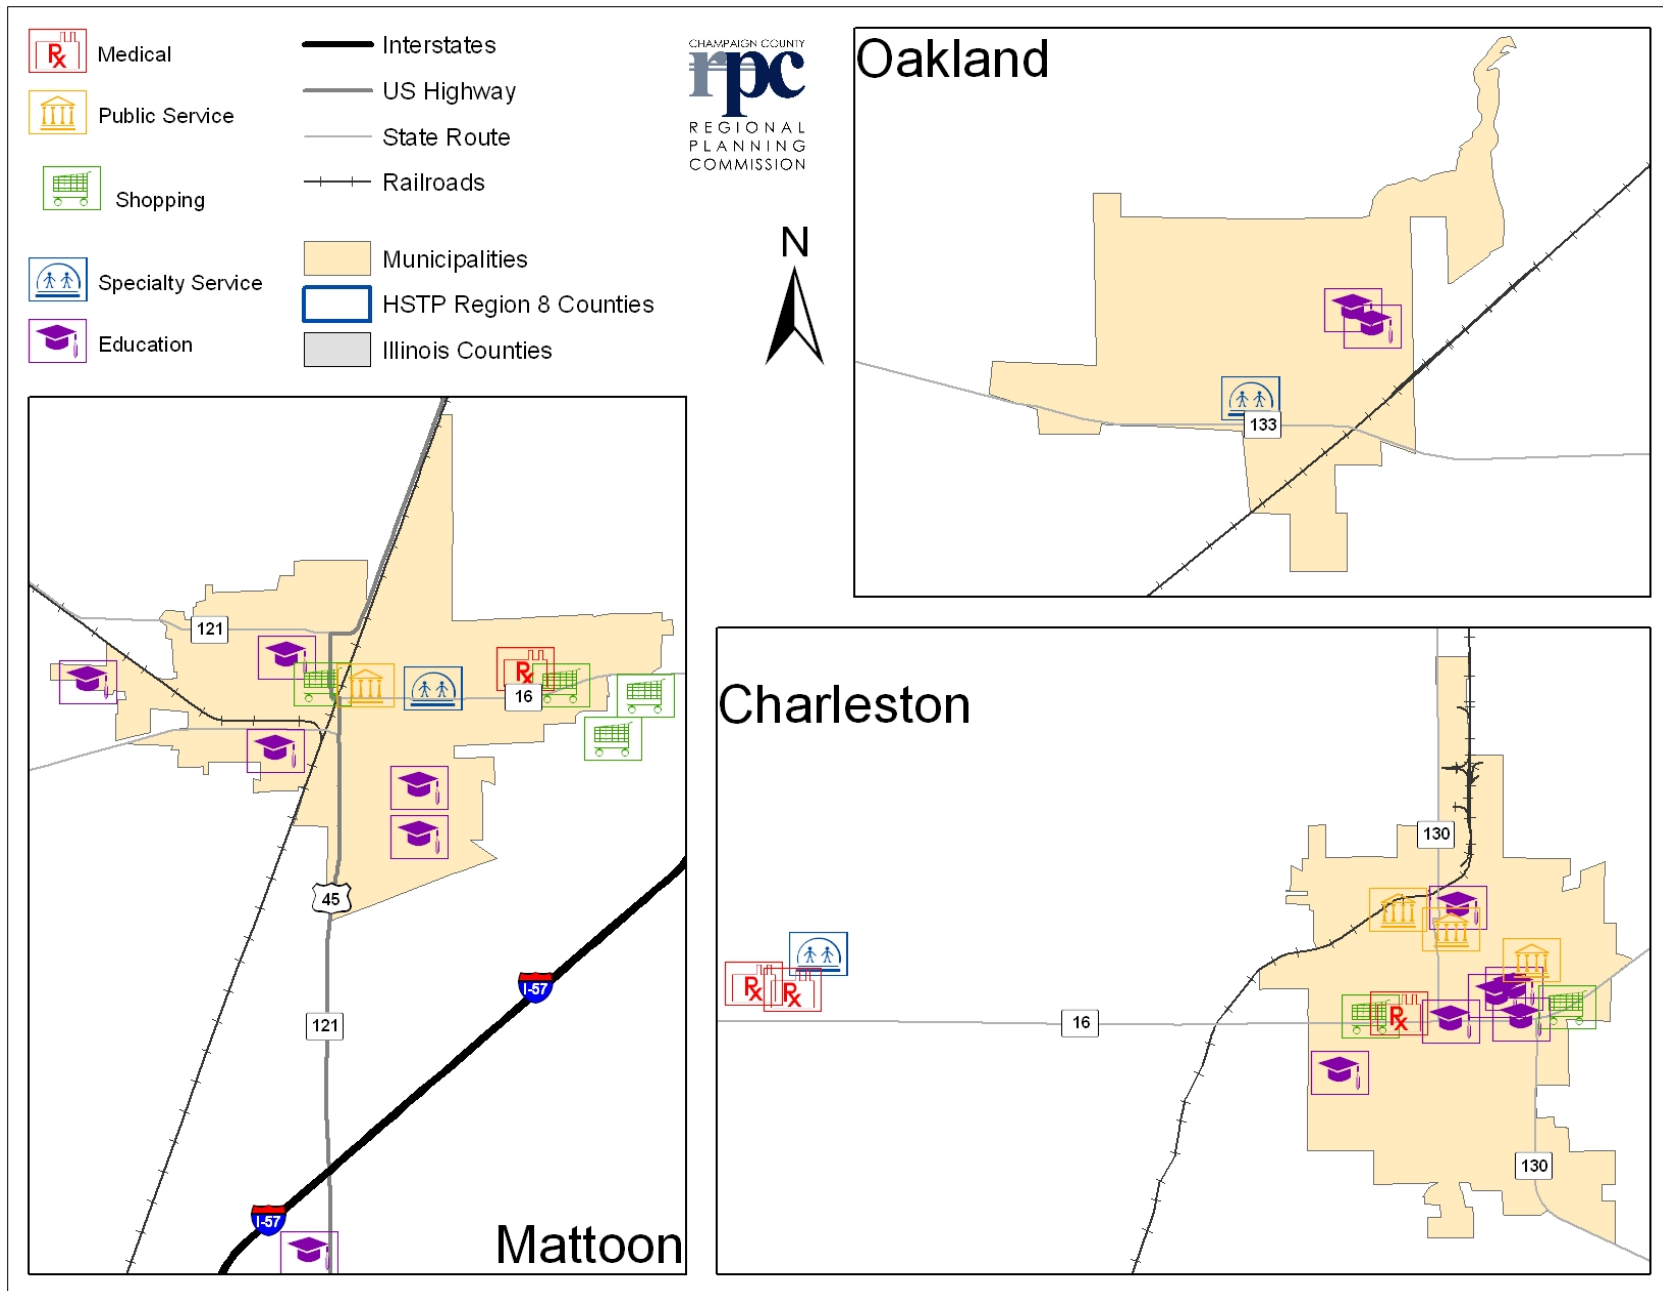 Medical
Public Service
Shopping
Specialty Service
Education
Interstates
US Highway
State Route
Railroads
Municipalities
HSTP Region 8 Counties
Illinois Counties
CHAMPAIGN COUNTY
rpc
REGIONAL
PLANNING
COMMISSION
N
Oakland
133
121
16
45
I-57
121
I-57
Mattoon
Charleston
130
16
130